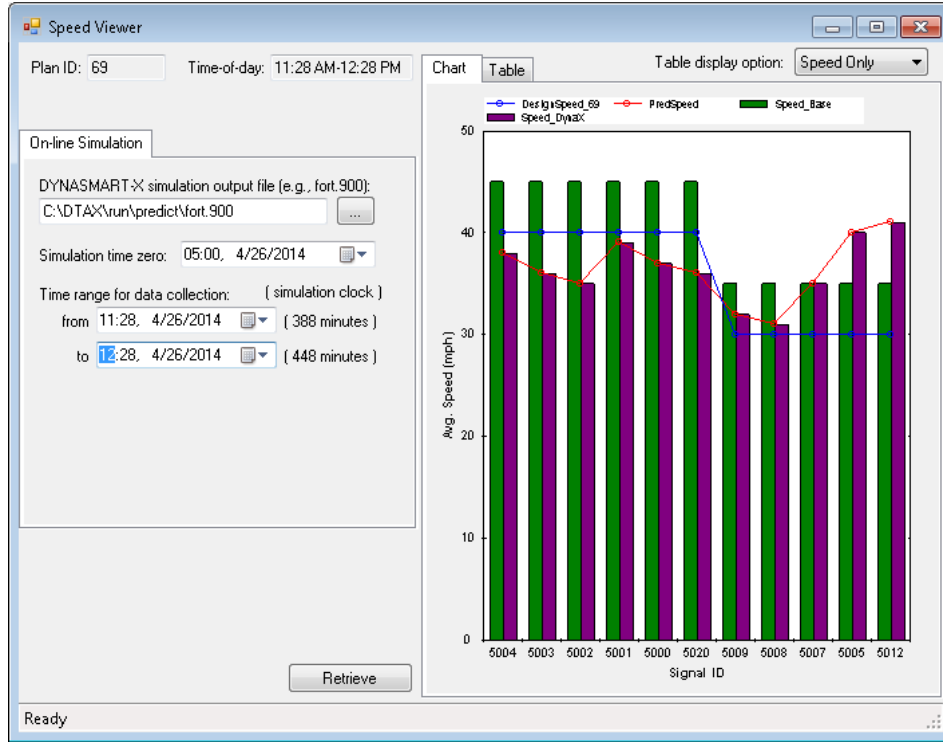 Speed Viewer
Plan ID: 69 Time-of-day: 11:28 AM-12:28 PM
On-line Simulation
DYNASMART-X simulation output file (e.g., fort.900):
C:\DTAX\run\predict\fort.900 ...
Simulation time zero: 05:00, 4/26/2014
Time range for data collection: ( simulation clock )
from 11:28, 4/26/2014 ( 388 minutes )
to 12:28, 4/26/2014 ( 448 minutes )
Retrieve
Chart Table Table display option: Speed Only
DesignSpeed_69 PredSpeed Speed_Base
Speed_DynaX
50
40
30
20
10
0
Avg. Speed (mph)
5004 5003 5002 5001 5000 5020 5009 5008 5007 5005 5012
Signal ID
Ready